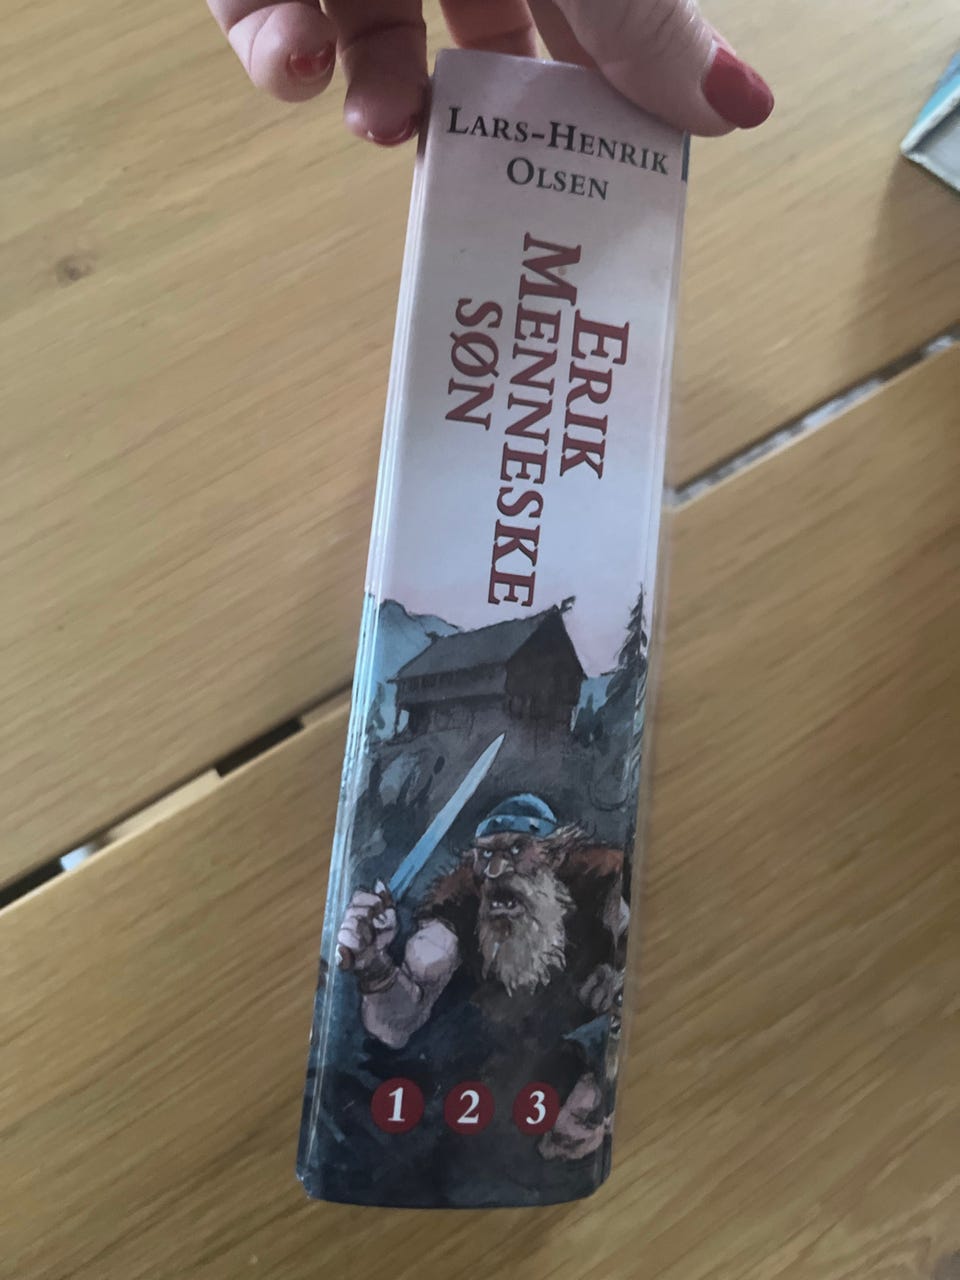 LARS-HENRIK
OLSEN
ERIK
MENNESKE
SØN
1 2 3